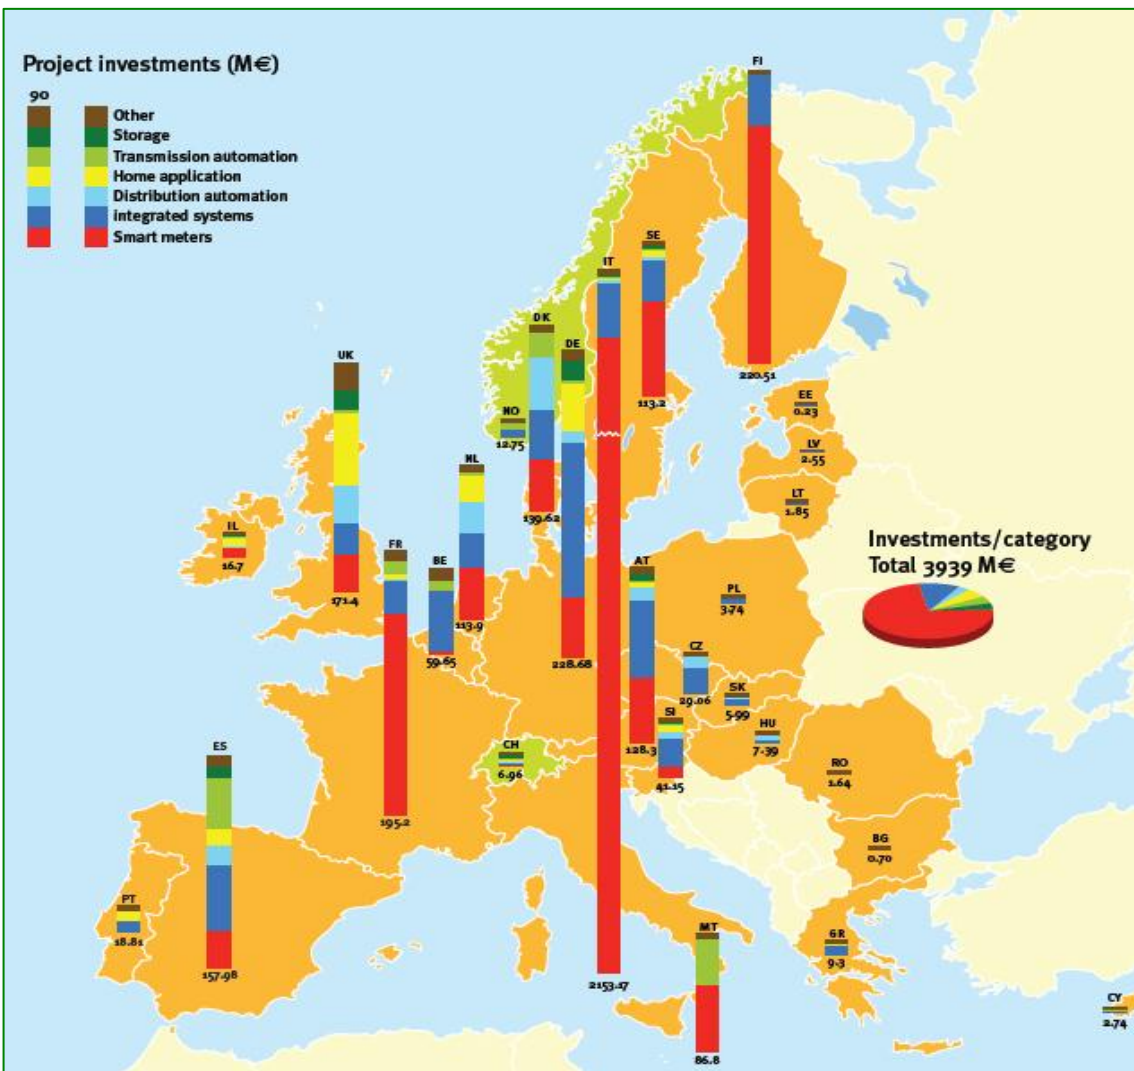 Project investments (M€)
90
Other
Storage
Transmission automation
Home application
Distribution automation
integrated systems
Smart meters
FI
220.51
SE
113.2
IT
2153.17
DK
139.62
DE
228.68
UK
171.4
NO
12.75
EE
0.23
LV
2.55
LT
1.85
NL
113.9
IL
16.7
FR
195.2
BE
59.65
AT
128.3
PL
3.74
Investments/category
Total 3939 M€
CZ
29.06
SK
5.99
SI
41.15
HU
7.39
CH
6.96
ES
157.98
RO
1.64
BG
0.70
PT
18.81
MT
86.8
GR
9.3
CY
2.74